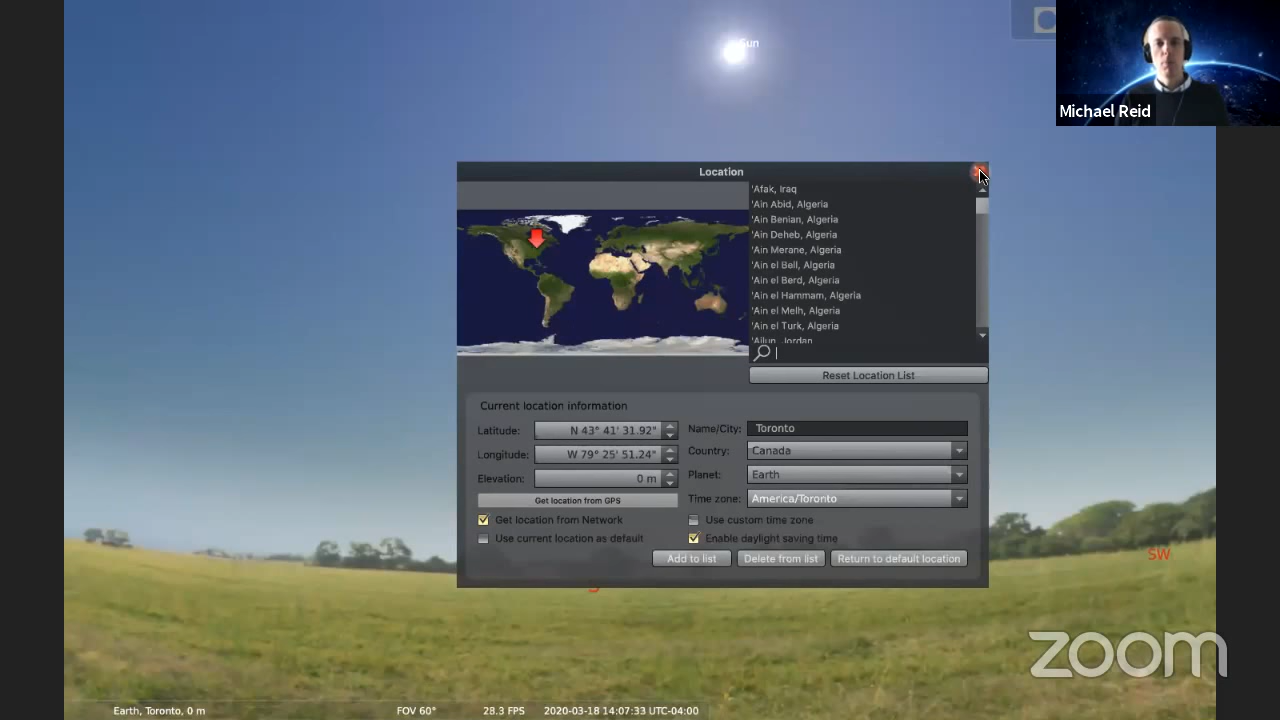 Sun
Michael Reid
Location
'Afak, Iraq
'Ain Abid, Algeria
'Ain Benian, Algeria
'Ain Deheb, Algeria
'Ain Merane, Algeria
'Ain el Bell, Algeria
'Ain el Berd, Algeria
'Ain el Hammam, Algeria
'Ain el Melh, Algeria
'Ain el Turk, Algeria
'Ajlun, Jordan
Reset Location List
Current location information
Latitude: N 43° 41' 31.92"
Name/City: Toronto
Longitude: W 79° 25' 51.24"
Country: Canada
Elevation: 0 m
Planet: Earth
Get location from GPS
Time zone: America/Toronto
Get location from Network
Use custom time zone
Use current location as default
Enable daylight saving time
Add to list
Delete from list
Return to default location
SW
S
zoom
Earth, Toronto, 0 m
FOV 60°
28.3 FPS
2020-03-18 14:07:33 UTC-04:00